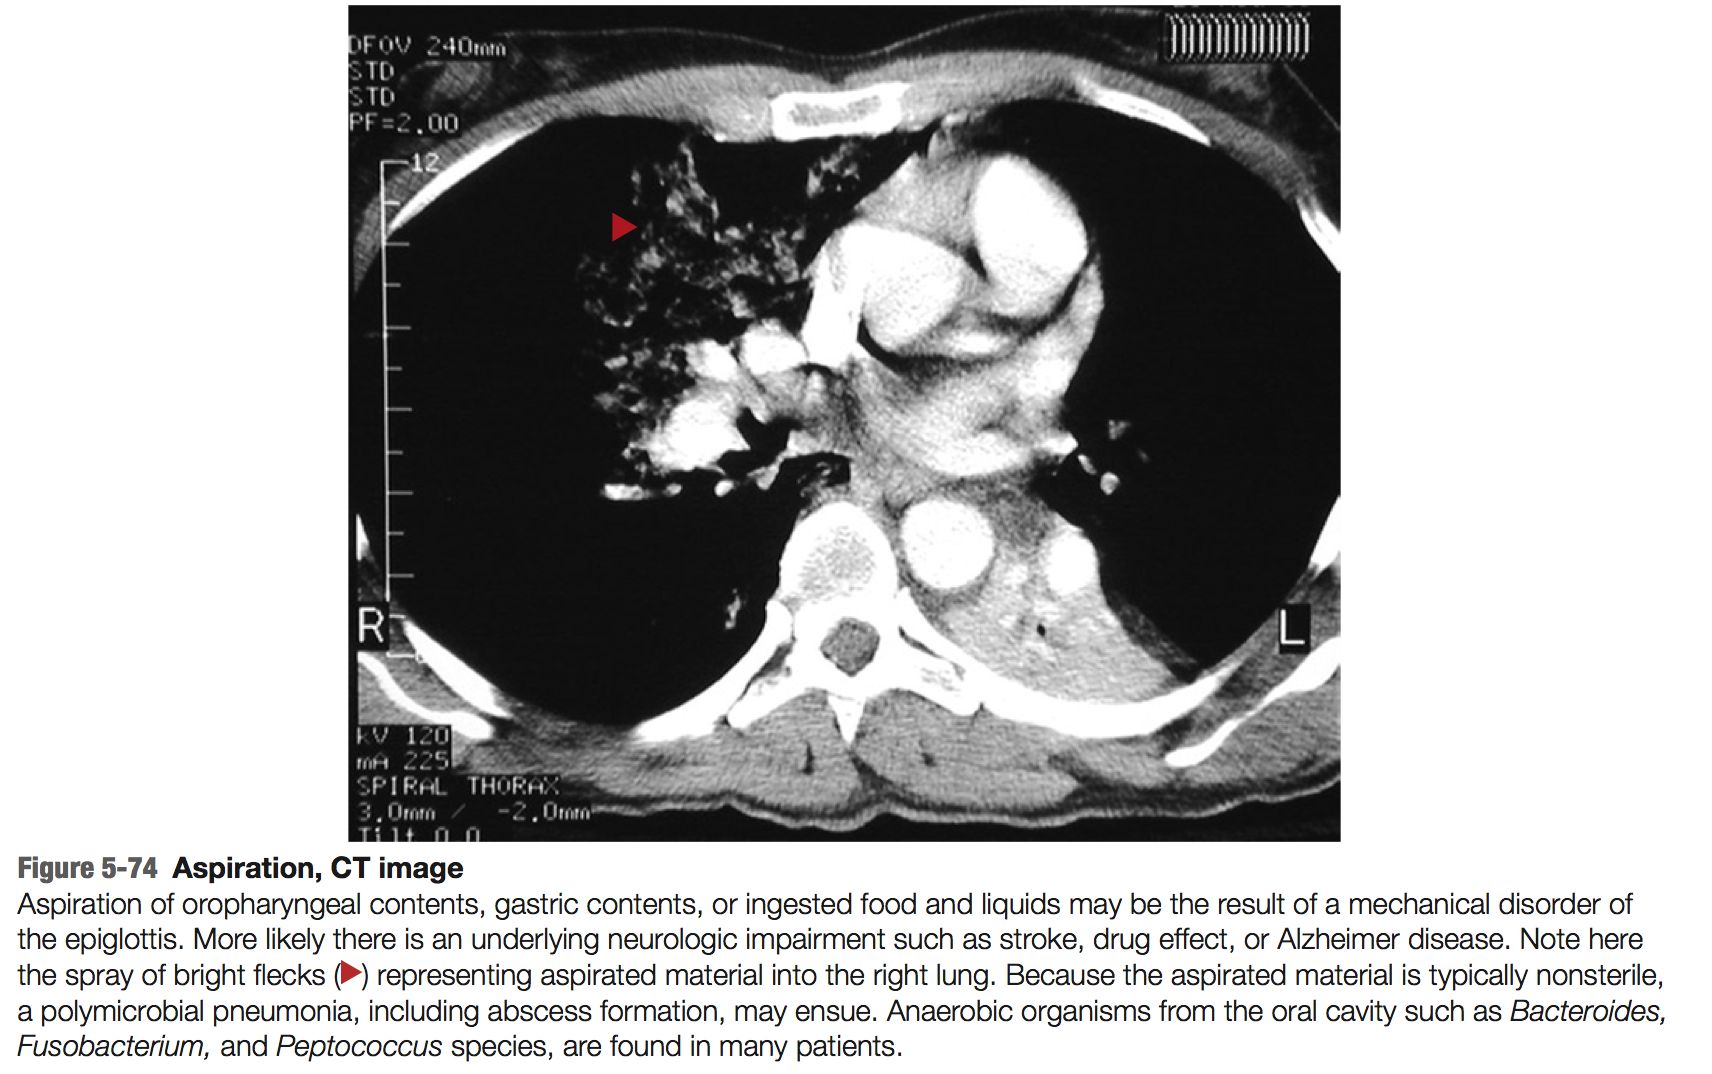 DFOV 240mm
STD
STD
PF=2.00
12
R
L
kV 120
mA 225
SPIRAL THORAX
3.0mm / -2.0mm
Tilt 0.0
Figure 5-74 Aspiration, CT image
Aspiration of oropharyngeal contents, gastric contents, or ingested food and liquids may be the result of a mechanical disorder of
the epiglottis. More likely there is an underlying neurologic impairment such as stroke, drug effect, or Alzheimer disease. Note here
the spray of bright flecks (▶) representing aspirated material into the right lung. Because the aspirated material is typically nonsterile,
a polymicrobial pneumonia, including abscess formation, may ensue. Anaerobic organisms from the oral cavity such as Bacteroides,
Fusobacterium, and Peptococcus species, are found in many patients.